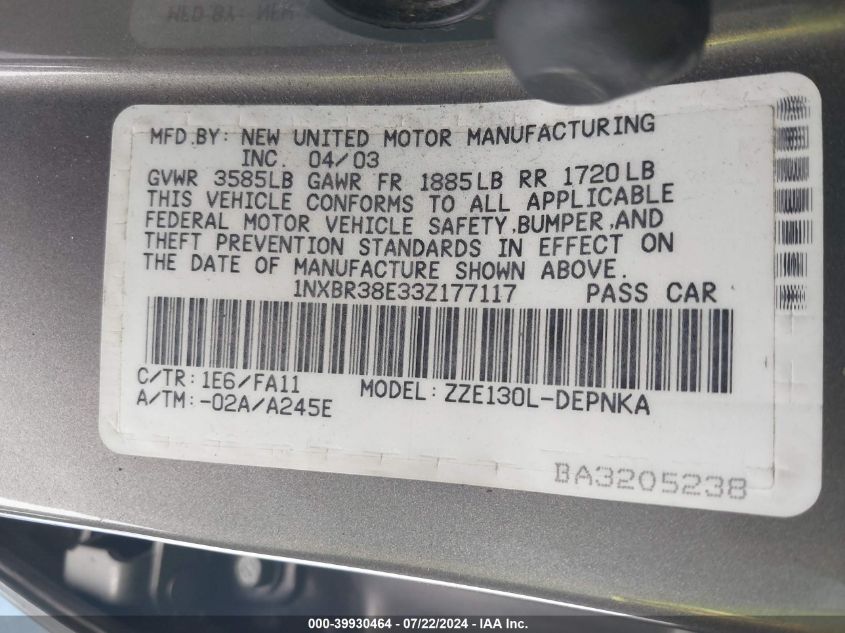 MFD.BY: NEW UNITED MOTOR MANUFACTURING
INC. 04/03
GVWR 3585LB GAWR FR 1885LB RR 1720LB
THIS VEHICLE CONFORMS TO ALL APPLICABLE
FEDERAL MOTOR VEHICLE SAFETY,BUMPER,AND
THEFT PREVENTION STANDARDS IN EFFECT ON
THE DATE OF MANUFACTURE SHOWN ABOVE.
1NXBR38E33Z177117 PASS CAR
C/TR: 1E6/FA11 MODEL: ZZE130L-DEPNKA
A/TM: -02A/A245E
BA3205238
000-39930464 / 07/22/2024 / IAA Inc.